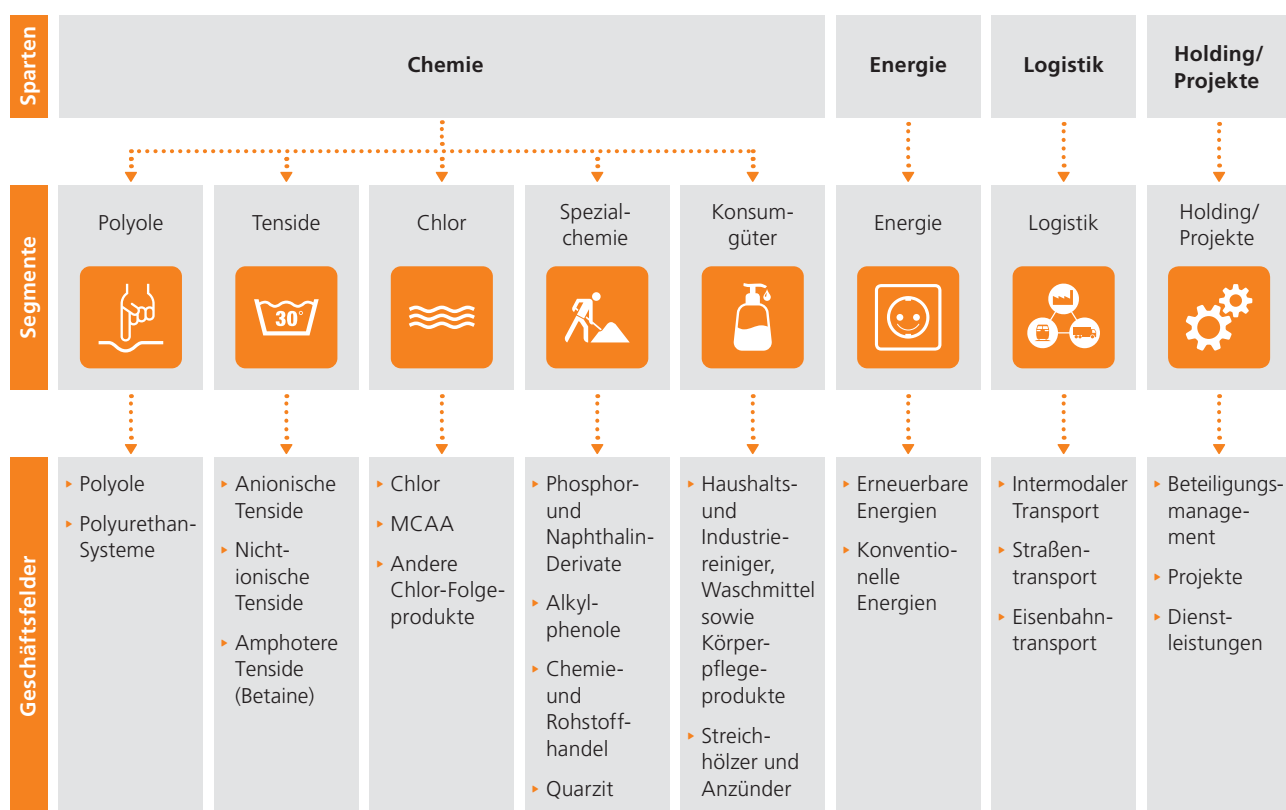 Sparten
Chemie
Energie
Logistik
Holding/
Projekte
Segmente
Polyole
Tenside
Chlor
Spezial-
chemie
Konsum-
güter
Energie
Logistik
Holding/
Projekte
30°
Geschäftsfelder
Polyole
Polyurethan-
Systeme
Anionische
Tenside
Nicht-
ionische
Tenside
Amphotere
Tenside
(Betaine)
Chlor
MCAA
Andere
Chlor-Folge-
produkte
Phosphor-
und
Naphthalin-
Derivate
Alkyl-
phenole
Chemie-
und
Rohstoff-
handel
Quarzit
Haushalts-
und
Industrie-
reiniger,
Waschmittel
sowie
Körper-
pflege-
produkte
Streich-
hölzer und
Anzünder
Erneuerbare
Energien
Konventio-
nelle
Energien
Intermodaler
Transport
Straßen-
transport
Eisenbahn-
transport
Beteiligungs-
manage-
ment
Projekte
Dienst-
leistungen